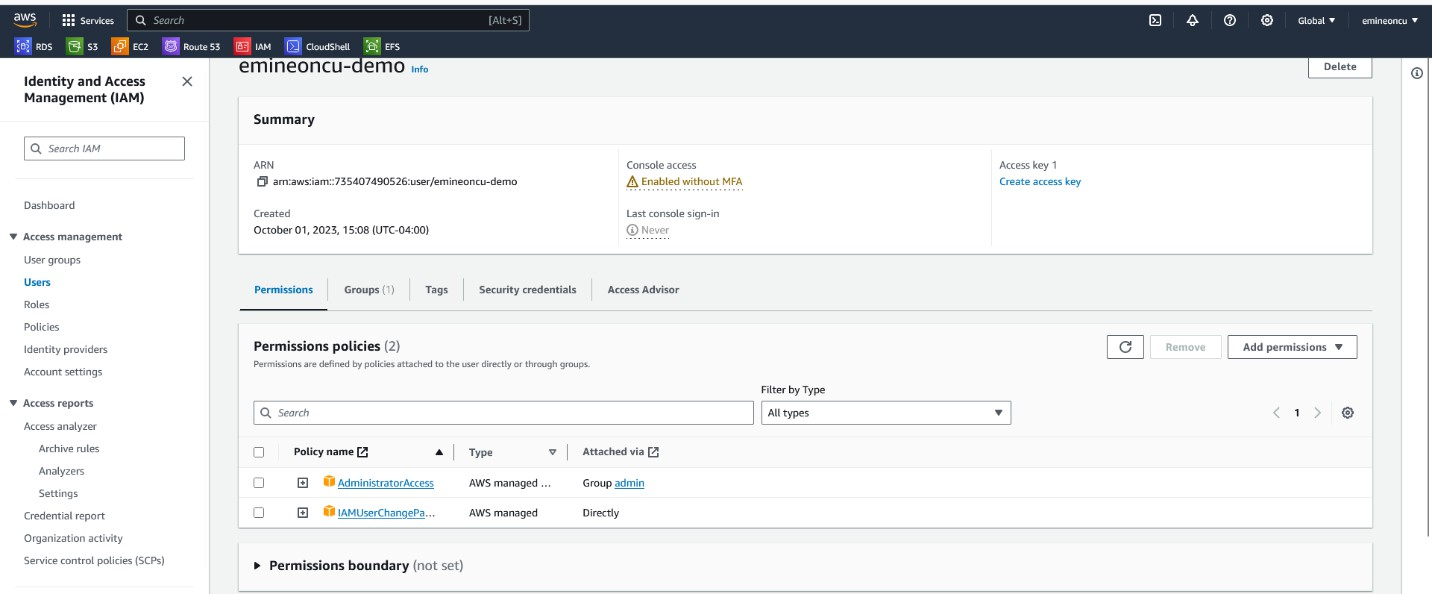 aws Services Search [Alt+S] Global ▼ emineoncu ▼
RDS S3 EC2 Route 53 IAM CloudShell EFS
Identity and Access
Management (IAM)
Search IAM
Dashboard
Access management
User groups
Users
Roles
Policies
Identity providers
Account settings
Access reports
Access analyzer
Archive rules
Analyzers
Settings
Credential report
Organization activity
Service control policies (SCPs)
emineoncu-demo Info
Delete
Summary
ARN
arn:aws:iam::735407490526:user/emineoncu-demo
Created
October 01, 2023, 15:08 (UTC-04:00)
Console access
Enabled without MFA
Last console sign-in
Never
Access key 1
Create access key
Permissions Groups (1) Tags Security credentials Access Advisor
Permissions policies (2)
Permissions are defined by policies attached to the user directly or through groups.
Remove Add permissions ▼
Filter by Type
Search All types 1
Policy name Type Attached via
AdministratorAccess AWS managed ... Group admin
IAMUserChangePa... AWS managed Directly
Permissions boundary (not set)